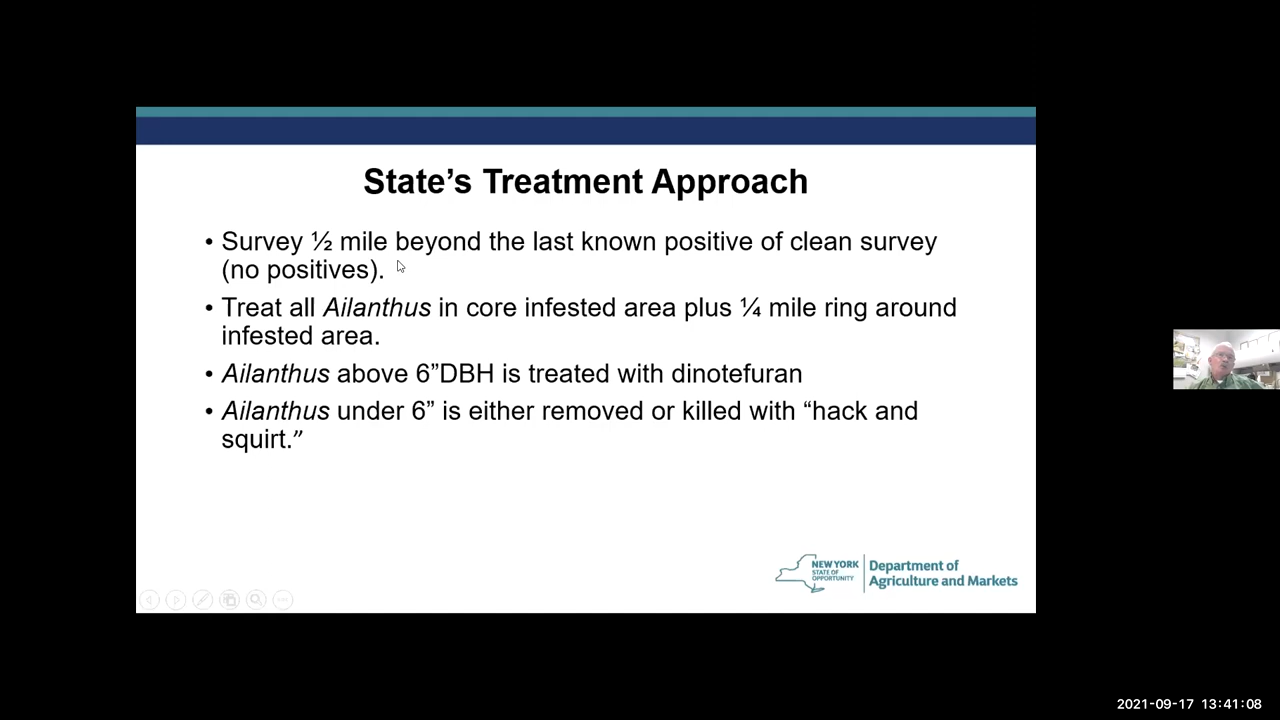 State’s Treatment Approach
• Survey ½ mile beyond the last known positive of clean survey
(no positives).
• Treat all Ailanthus in core infested area plus ¼ mile ring around
infested area.
• Ailanthus above 6”DBH is treated with dinotefuran
• Ailanthus under 6” is either removed or killed with “hack and
squirt.”
NEW YORK
STATE OF
OPPORTUNITY
Department of
Agriculture and Markets
2021-09-17 13:41:08